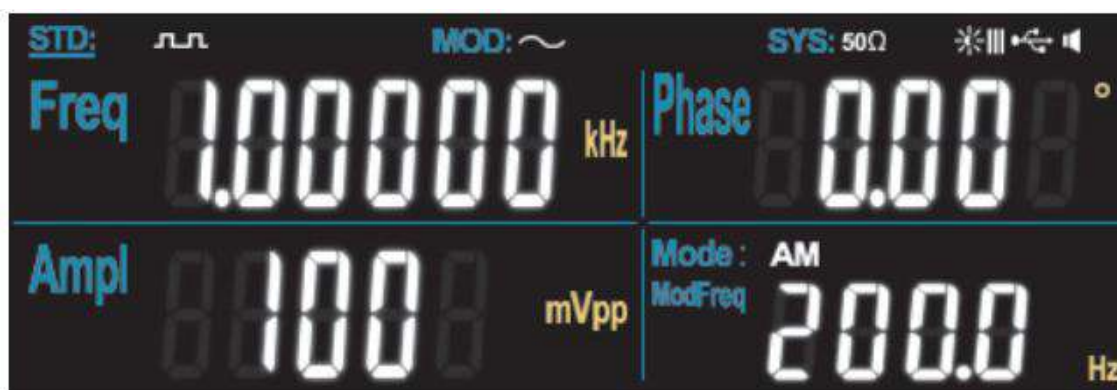 STD: MOD: SYS: 50Ω
Freq 1.00000 kHz
Phase 0.00 °
Ampl 100 mVpp
Mode: AM
ModFreq 200.0 Hz